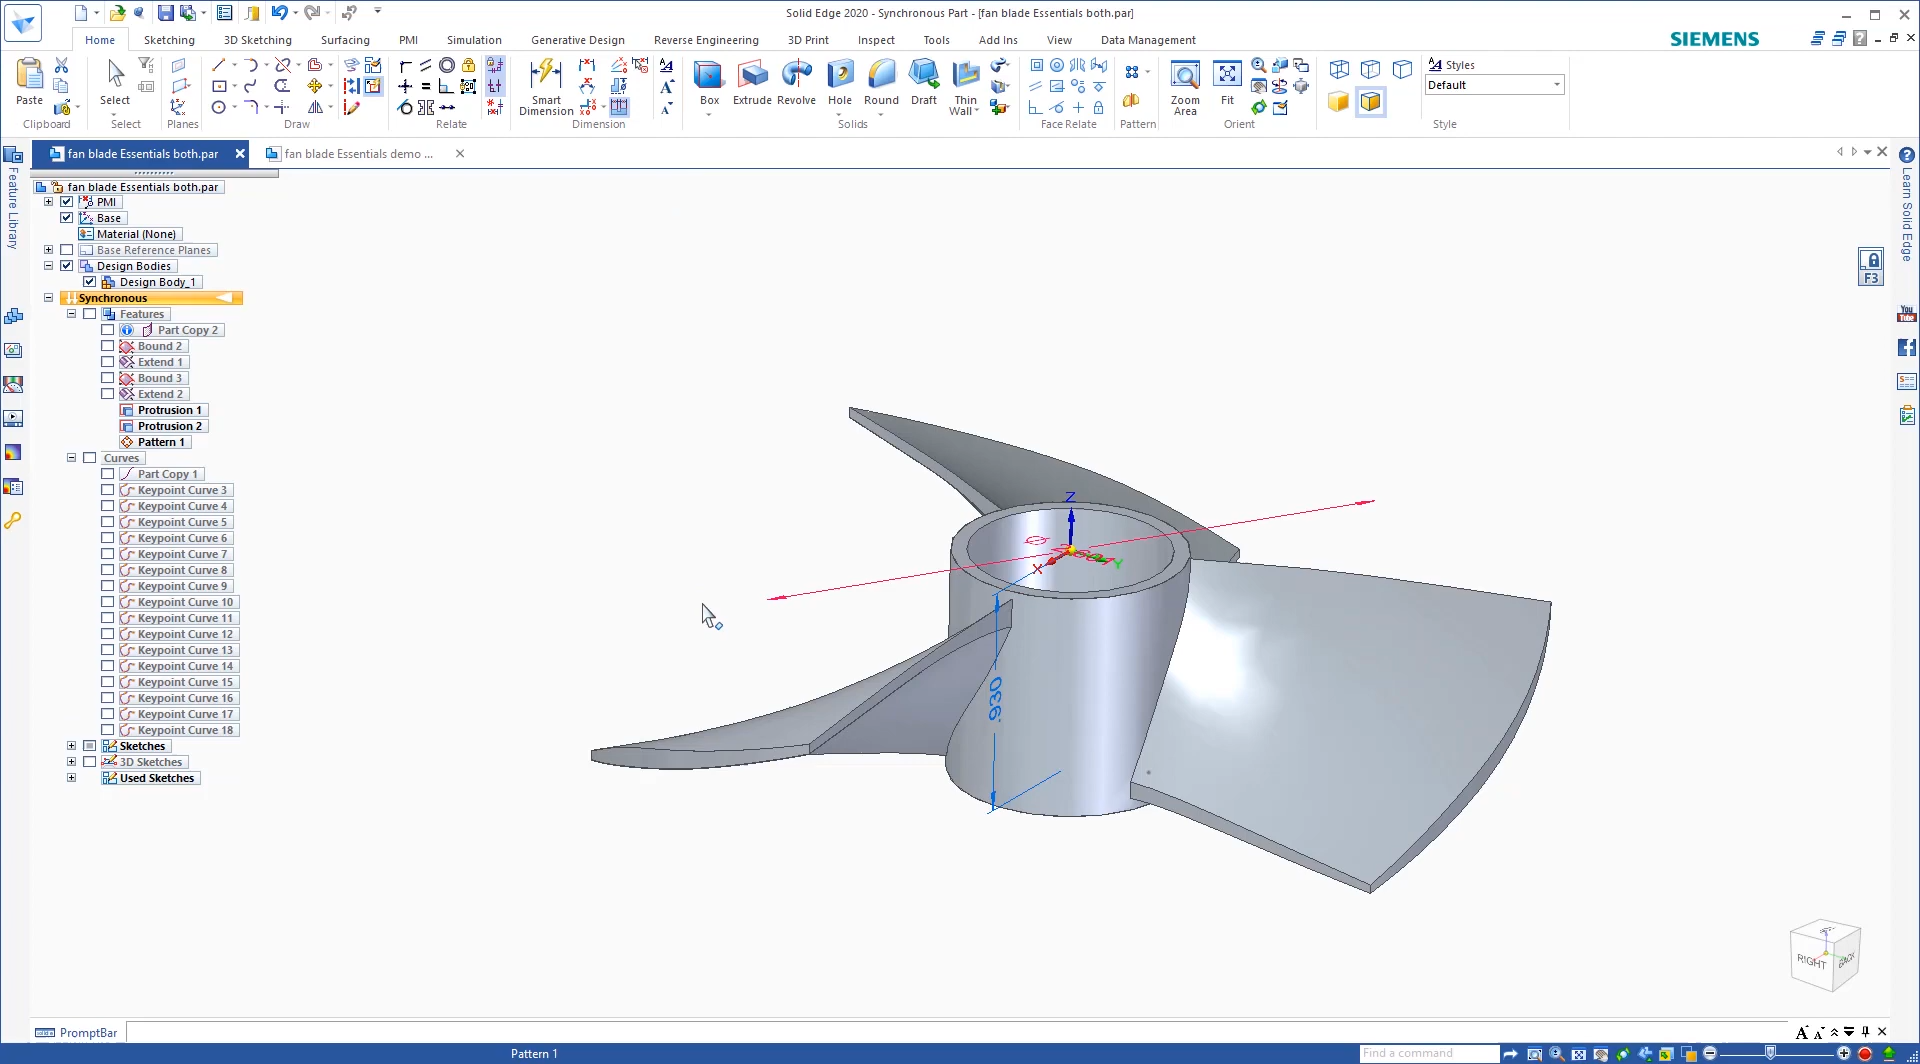 Solid Edge 2020 - Synchronous Part - [fan blade Essentials both.par]
Home Sketching 3D Sketching Surfacing PMI Simulation Generative Design Reverse Engineering 3D Print Inspect Tools Add Ins View Data Management
SIEMENS
Paste
Select
Smart Dimension
Box Extrude Revolve Hole Round Draft Thin Wall
Zoom Area
Fit
Styles
Default
Clipboard Select Planes Draw Relate Dimension Solids Face Relate Pattern Orient Style
fan blade Essentials both.par
fan blade Essentials demo ...
Feature Library
Learn Solid Edge
You
Tube
F3
fan blade Essentials both.par
PMI
Base
Material (None)
Base Reference Planes
Design Bodies
Design Body_1
Synchronous
Features
Part Copy 2
Bound 2
Extend 1
Bound 3
Extend 2
Protrusion 1
Protrusion 2
Pattern 1
Curves
Part Copy 1
Keypoint Curve 3
Keypoint Curve 4
Keypoint Curve 5
Keypoint Curve 6
Keypoint Curve 7
Keypoint Curve 8
Keypoint Curve 9
Keypoint Curve 10
Keypoint Curve 11
Keypoint Curve 12
Keypoint Curve 13
Keypoint Curve 14
Keypoint Curve 15
Keypoint Curve 16
Keypoint Curve 17
Keypoint Curve 18
Sketches
3D Sketches
Used Sketches
Z
X
Y
.930
RIGHT
BACK
PromptBar
Pattern 1
Find a command